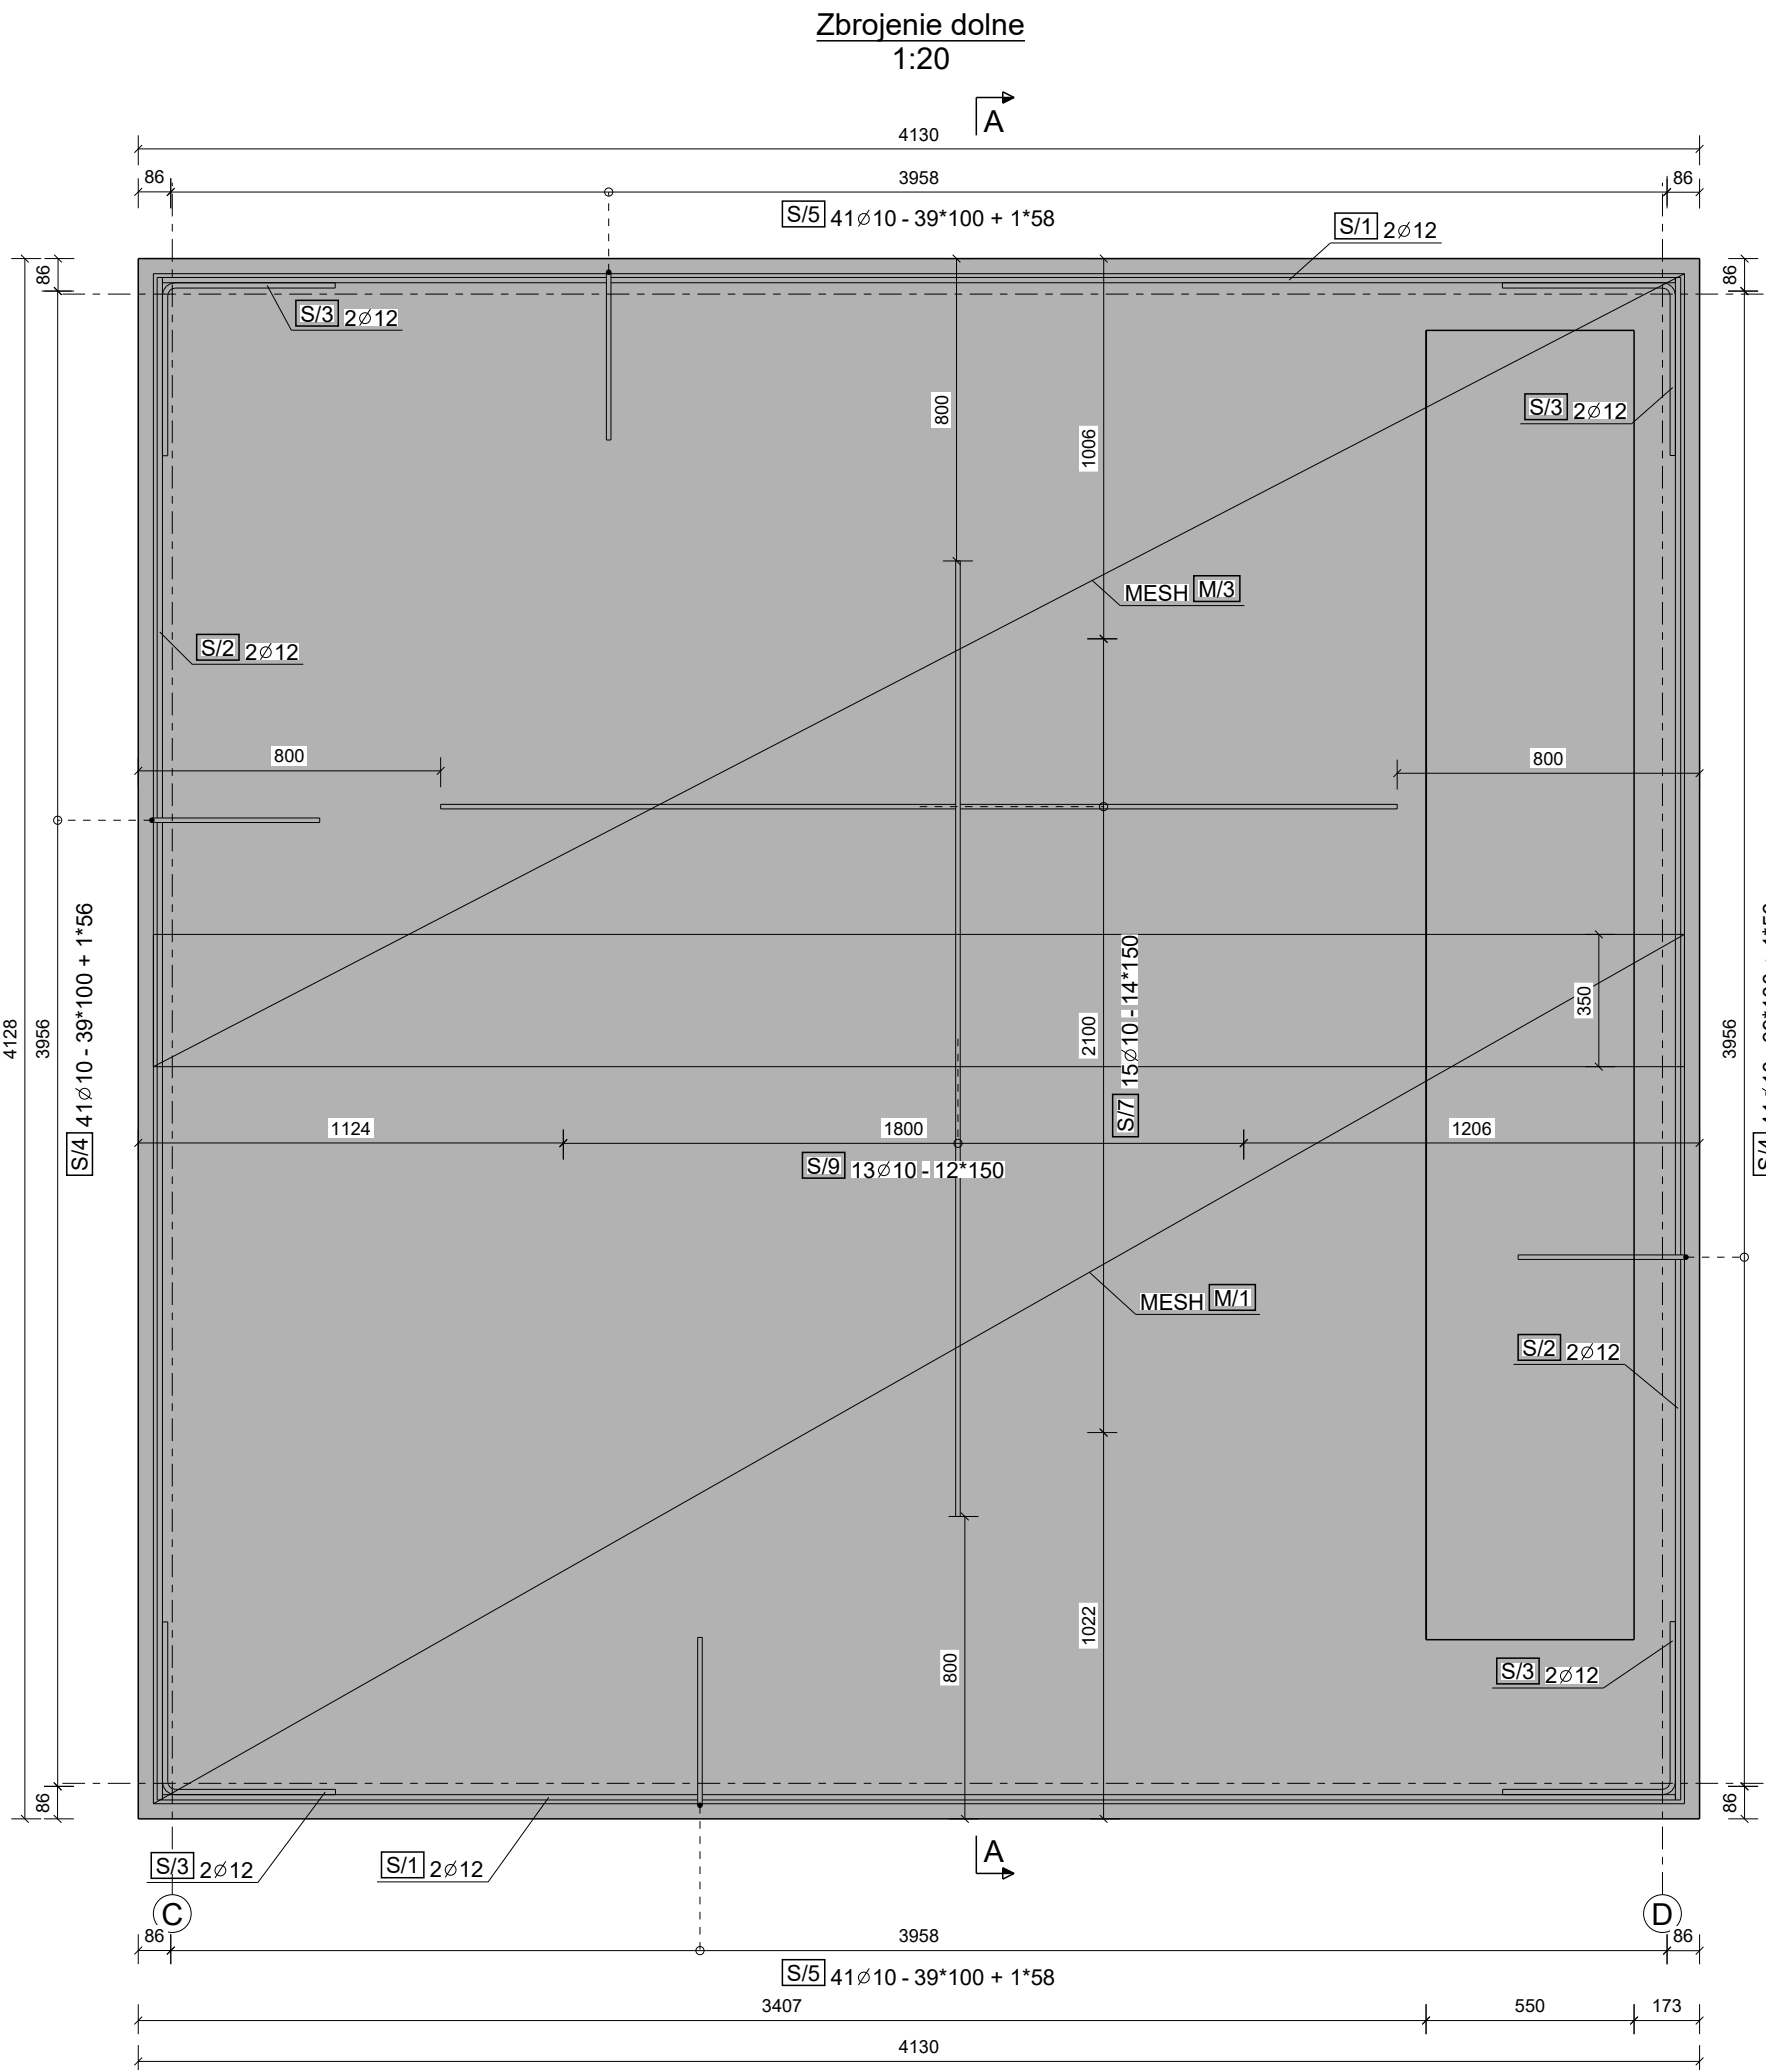 Zbrojenie dolne
1:20
A
4130
86
3958
86
S/5 41⌀10 - 39*100 + 1*58
S/1 2⌀12
86
86
S/3 2⌀12
800
1006
S/3 2⌀12
MESH M/3
S/2 2⌀12
800
800
4128
3956
S/4 41⌀10 - 39*100 + 1*56
2100
S/7 15⌀10 - 14*150
350
3956
1124
1800
1206
S/9 13⌀10 - 12*150
MESH M/1
S/2 2⌀12
1022
800
S/3 2⌀12
86
86
A
S/3 2⌀12
S/1 2⌀12
C
D
86
3958
86
S/5 41⌀10 - 39*100 + 1*58
3407
550
173
4130